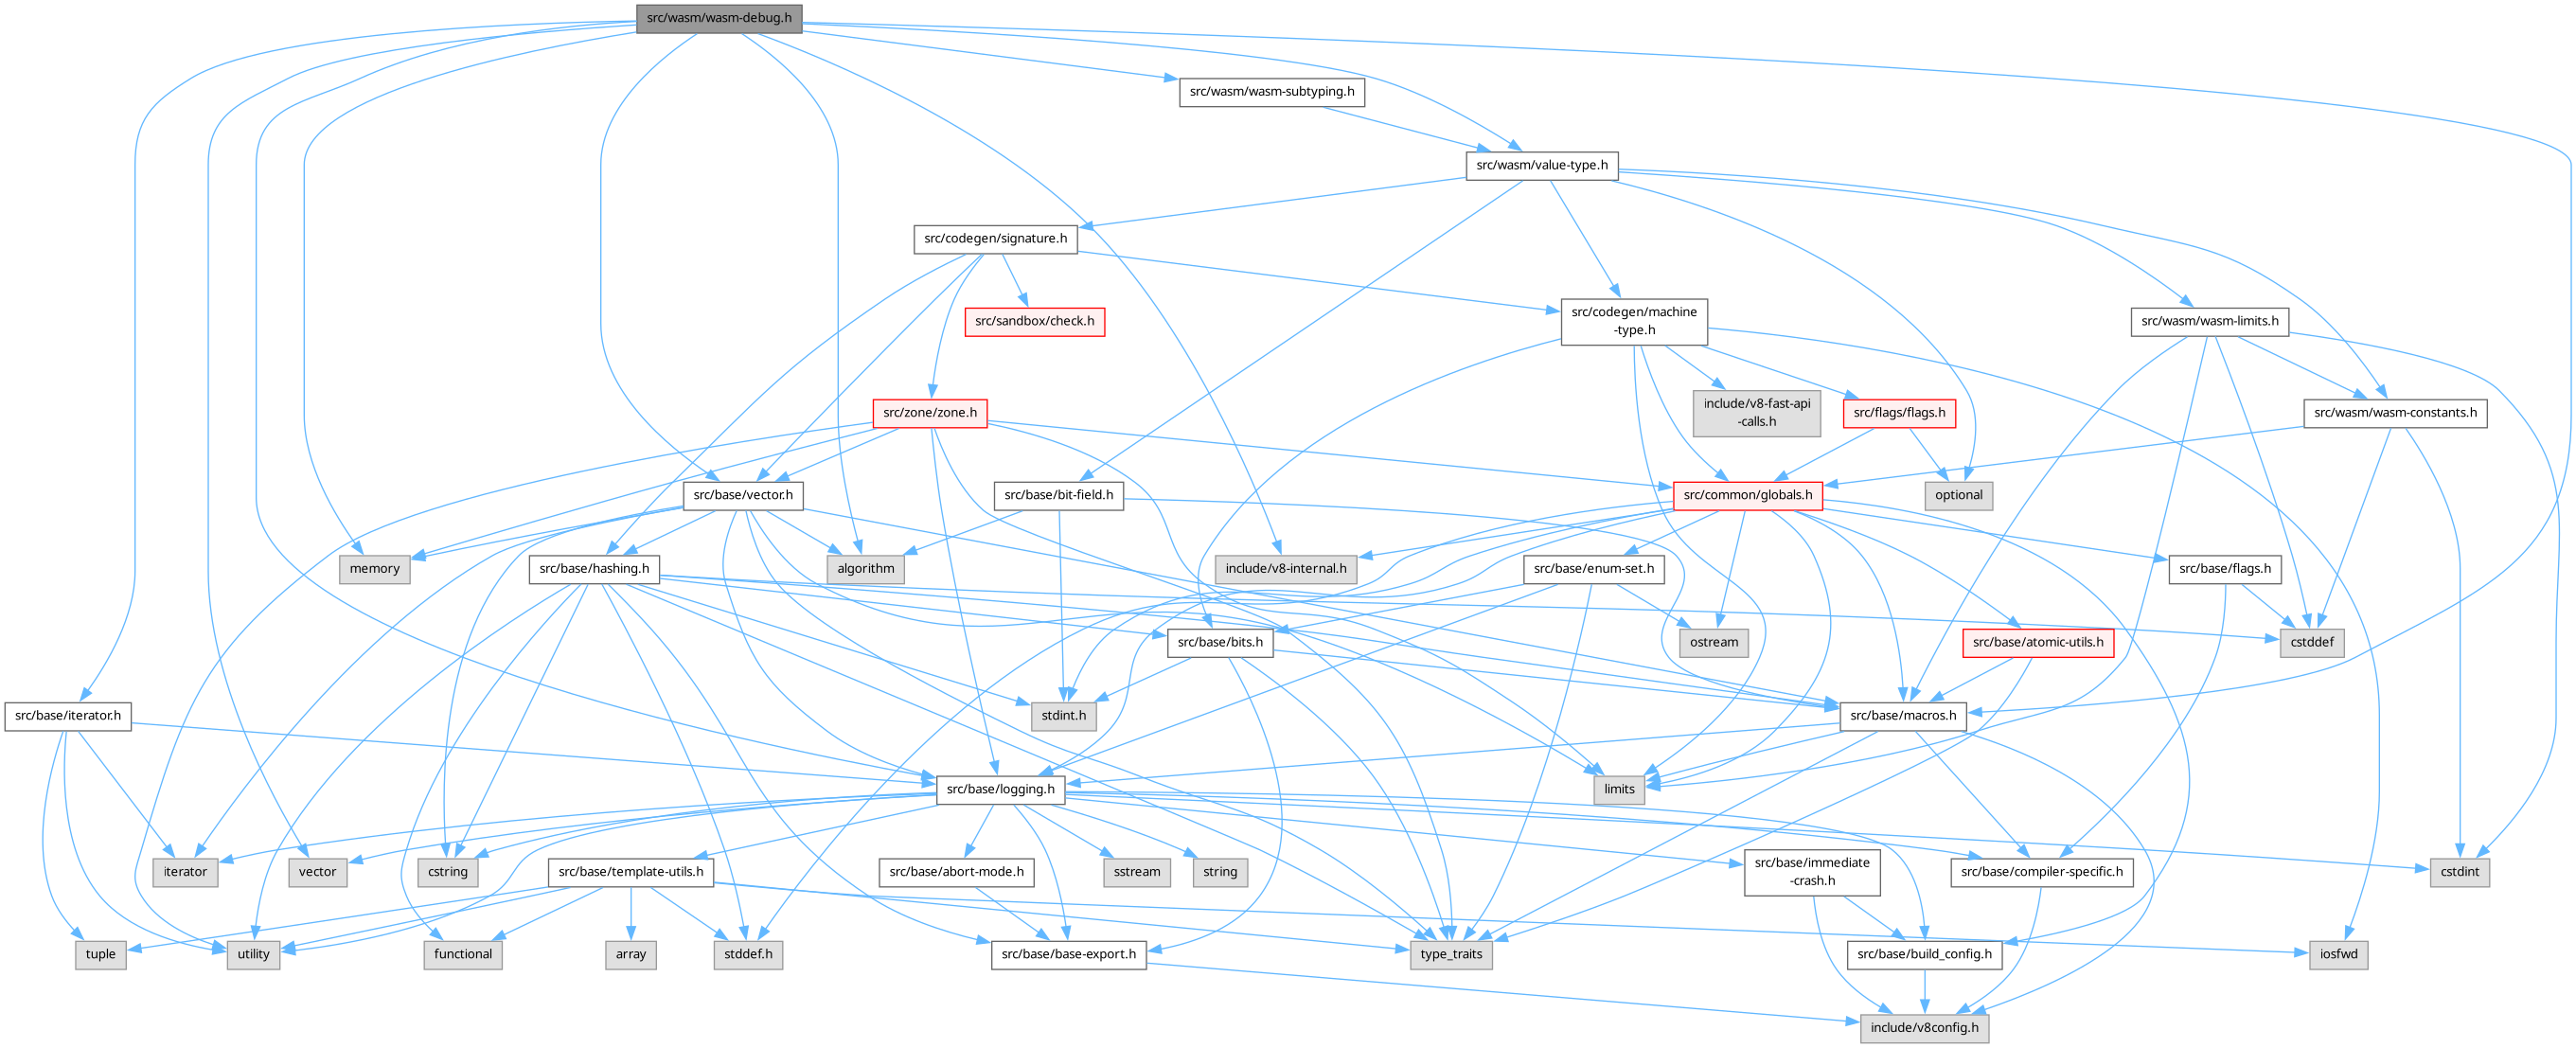 src/wasm/wasm-debug.h
src/wasm/wasm-subtyping.h
src/wasm/value-type.h
src/codegen/signature.h
src/sandbox/check.h
src/codegen/machine
-type.h
src/wasm/wasm-limits.h
src/zone/zone.h
include/v8-fast-api
-calls.h
src/flags/flags.h
src/wasm/wasm-constants.h
src/base/vector.h
src/base/bit-field.h
src/common/globals.h
optional
memory
src/base/hashing.h
algorithm
include/v8-internal.h
src/base/enum-set.h
src/base/flags.h
src/base/bits.h
ostream
src/base/atomic-utils.h
cstddef
src/base/iterator.h
stdint.h
src/base/macros.h
src/base/logging.h
limits
iterator
vector
cstring
src/base/template-utils.h
src/base/abort-mode.h
sstream
string
src/base/immediate
-crash.h
src/base/compiler-specific.h
cstdint
tuple
utility
functional
array
stddef.h
src/base/base-export.h
type_traits
src/base/build_config.h
iosfwd
include/v8config.h